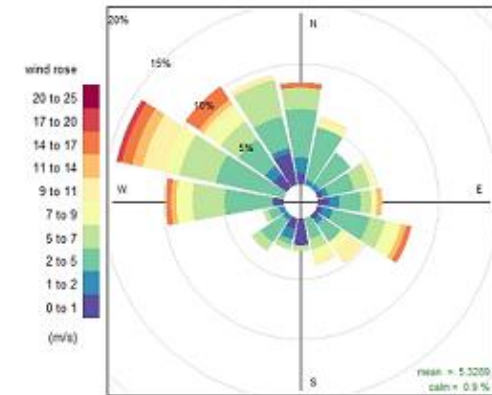 20%
N
15%
wind rose
20 to 25
17 to 20
14 to 17
11 to 14
9 to 11
7 to 9
5 to 7
2 to 5
1 to 2
0 to 1
(m/s)
10%
5%
W
E
S
mean = 5.3289
calm = 0.9 %